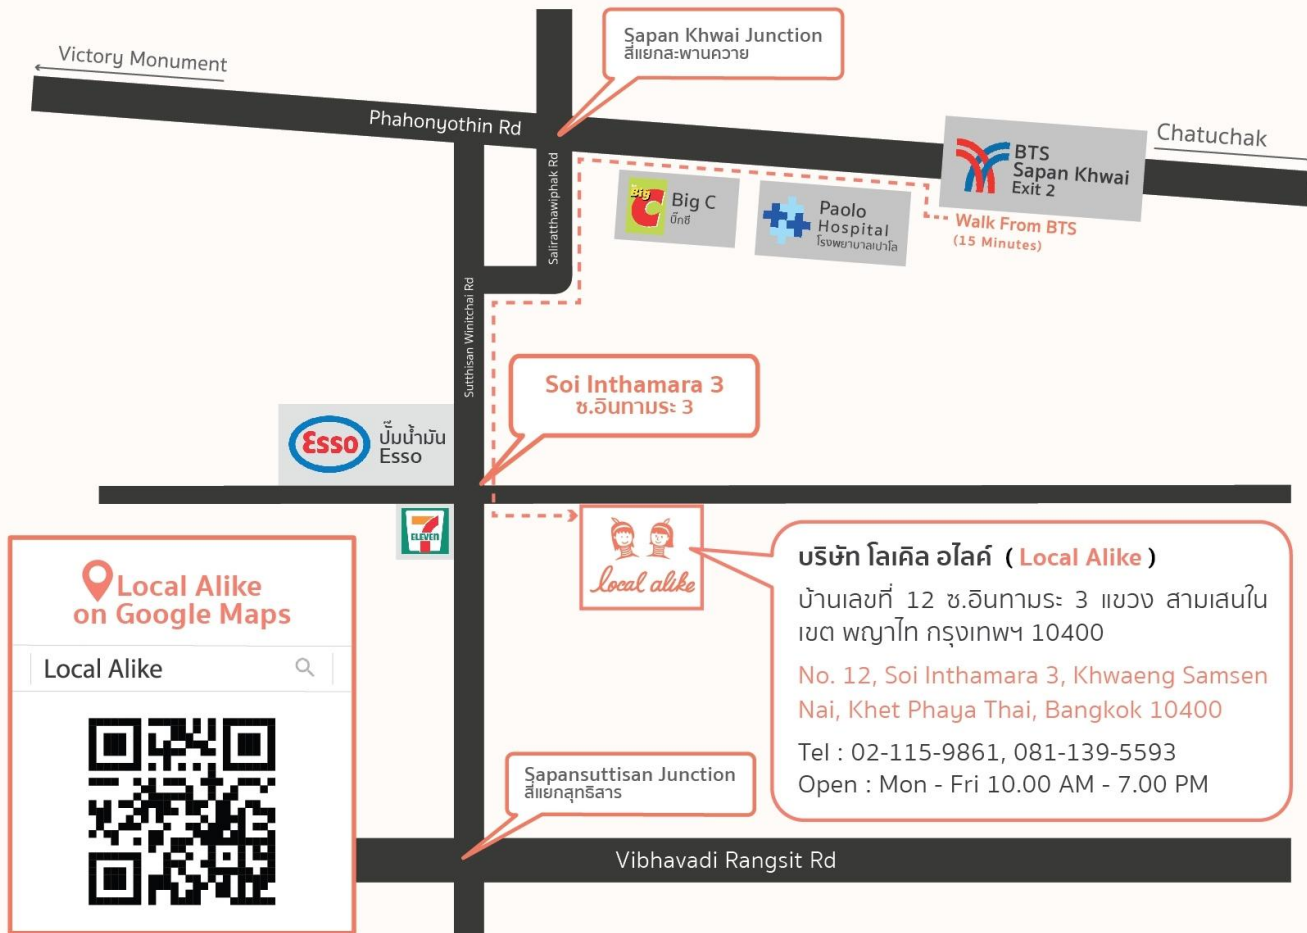 Victory Monument
Phahonyothin Rd
Sapan Khwai Junction
สี่แยกสะพานควาย
BTS
Sapan Khwai
Exit 2
Chatuchak
Walk From BTS
(15 Minutes)
Big C
Big C
บิ๊กซี
Paolo
Hospital
โรงพยาบาลเปาโล
Saliratthawiphak Rd
Sutthisan Winitchai Rd
Soi Inthamara 3
ซ.อินทามระ 3
Esso
ปั๊มน้ำมัน
Esso
7
ELEVEN
local alike
บริษัท โลเคิล อไลค์ ( Local Alike )
บ้านเลขที่ 12 ซ.อินทามระ 3 แขวง สามเสนใน
เขต พญาไท กรุงเทพฯ 10400
No. 12, Soi Inthamara 3, Khwaeng Samsen
Nai, Khet Phaya Thai, Bangkok 10400
Tel : 02-115-9861, 081-139-5593
Open : Mon - Fri 10.00 AM - 7.00 PM
Local Alike
on Google Maps
Local Alike
Sapansuttisan Junction
สี่แยกสุทธิสาร
Vibhavadi Rangsit Rd